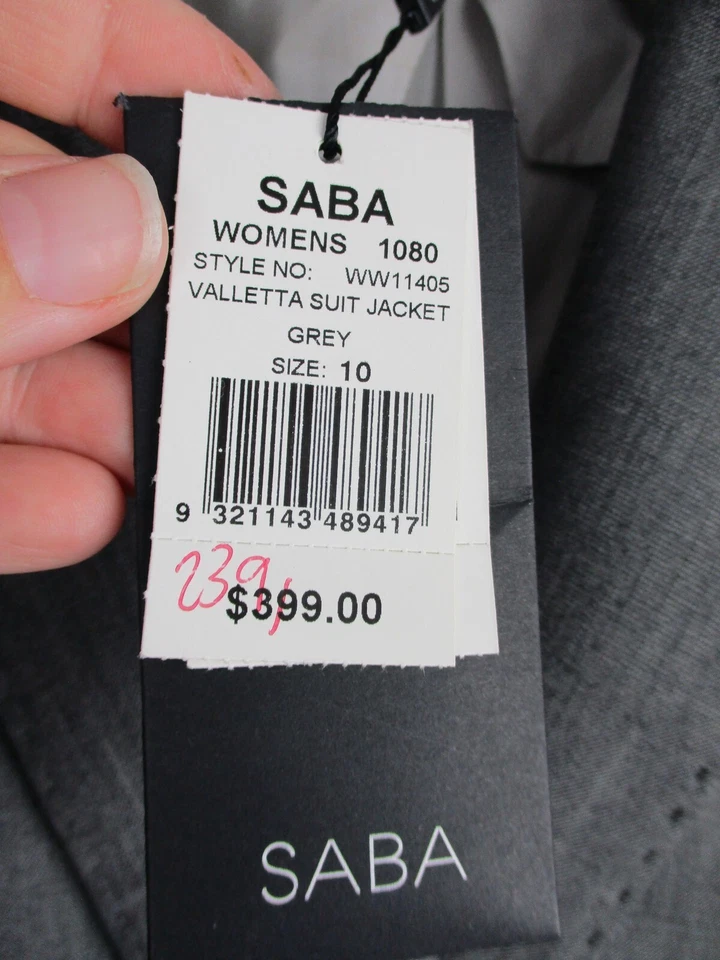 SABA
WOMENS 1080
STYLE NO: WW11405
VALLETTA SUIT JACKET
GREY
SIZE: 10
9 321143 489417
239,
$399.00
SABA